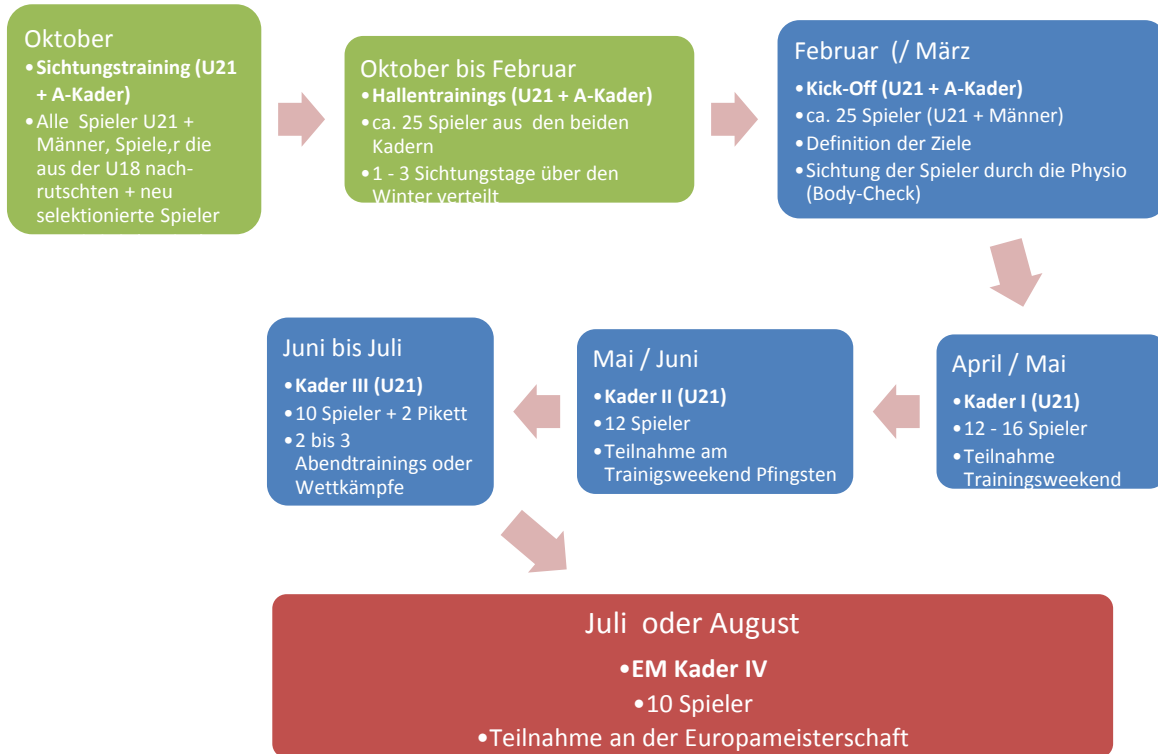 Oktober
•Sichtungstraining (U21
+ A-Kader)
•Alle Spieler U21 +
Männer, Spiele,r die
aus der U18 nach-
rutschten + neu
selektionierte Spieler
Oktober bis Februar
•Hallentrainings (U21 + A-Kader)
•ca. 25 Spieler aus den beiden
Kadern
•1 - 3 Sichtungstage über den
Winter verteilt
Februar (/ März
•Kick-Off (U21 + A-Kader)
•ca. 25 Spieler (U21 + Männer)
•Definition der Ziele
•Sichtung der Spieler durch die Physio
(Body-Check)
April / Mai
•Kader I (U21)
•12 - 16 Spieler
•Teilnahme
Trainingsweekend
Mai / Juni
•Kader II (U21)
•12 Spieler
•Teilnahme am
Trainigsweekend Pfingsten
Juni bis Juli
•Kader III (U21)
•10 Spieler + 2 Pikett
•2 bis 3
Abendtrainings oder
Wettkämpfe
Juli oder August
•EM Kader IV
•10 Spieler
•Teilnahme an der Europameisterschaft